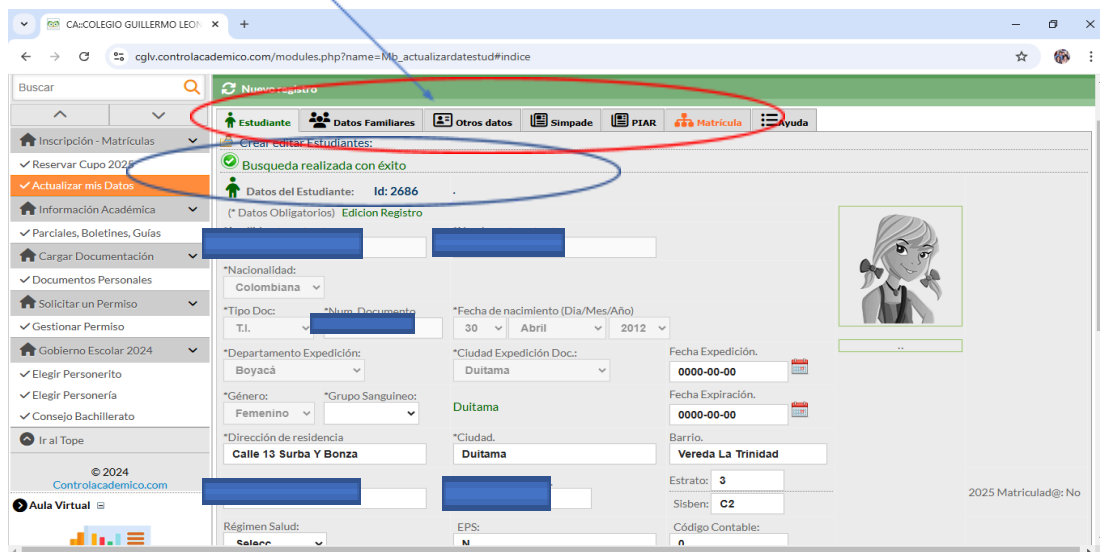 CA::COLEGIO GUILLERMO LEON
cglv.controlacademico.com/modules.php?name=Mb_actualizardatestud#indice
Buscar
Inscripción - Matrículas
Reservar Cupo 2025
Actualizar mis Datos
Información Académica
Parciales, Boletines, Guías
Cargar Documentación
Documentos Personales
Solicitar un Permiso
Gestionar Permiso
Gobierno Escolar 2024
Elegir Personerito
Elegir Personería
Consejo Bachillerato
Ir al Tope
© 2024
Controlacademico.com
Aula Virtual
Nuevo registro
Estudiante Datos Familiares Otros datos Simpade PIAR Matrícula Ayuda
Crear editar Estudiantes:
Busqueda realizada con éxito
Datos del Estudiante: Id: 2686 .
(* Datos Obligatorios) Edicion Registro
*Nacionalidad:
Colombiana
*Tipo Doc: *Num. Documento *Fecha de nacimiento (Dia/Mes/Año)
T.I. 30 Abril 2012
*Departamento Expedición: *Ciudad Expedición Doc.: Fecha Expedición.
Boyacá Duitama 0000-00-00
*Género: *Grupo Sanguineo: Fecha Expiración.
Femenino Duitama 0000-00-00
*Dirección de residencia *Ciudad. Barrio.
Calle 13 Surba Y Bonza Duitama Vereda La Trinidad
Estrato: 3
Sisben: C2
2025 Matriculad@: No
Régimen Salud: EPS: Código Contable:
Selecc N 0
..